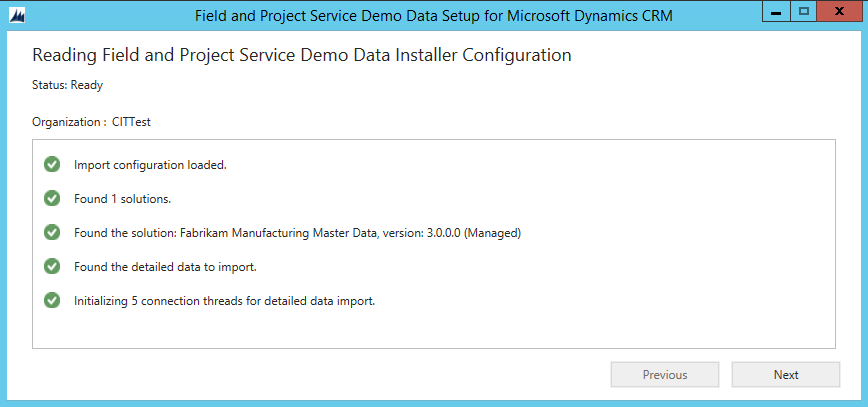 Field and Project Service Demo Data Setup for Microsoft Dynamics CRM
Reading Field and Project Service Demo Data Installer Configuration
Status: Ready
Organization : CITTest
Import configuration loaded.
Found 1 solutions.
Found the solution: Fabrikam Manufacturing Master Data, version: 3.0.0.0 (Managed)
Found the detailed data to import.
Initializing 5 connection threads for detailed data import.
Previous Next